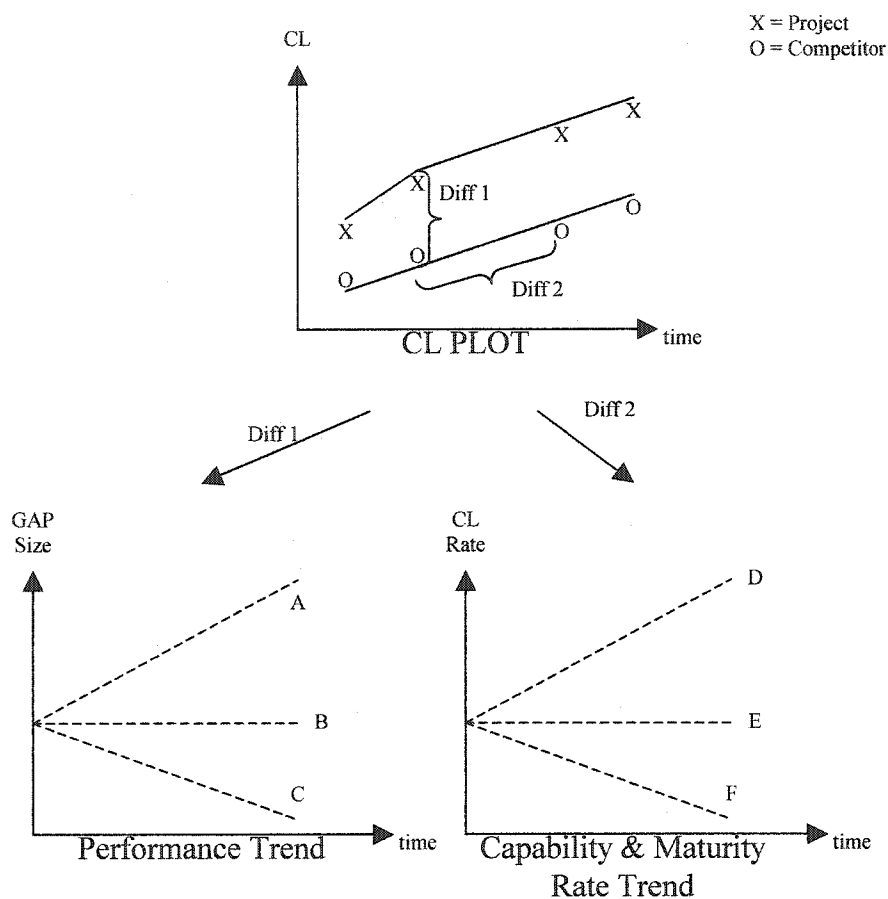 X = Project
O = Competitor
CL
X
X
X
X
Diff 1
O
O
O
O
Diff 2
time
CL PLOT
Diff 1
Diff 2
GAP
Size
A
B
C
time
Performance Trend
CL
Rate
D
E
F
time
Capability & Maturity
Rate Trend